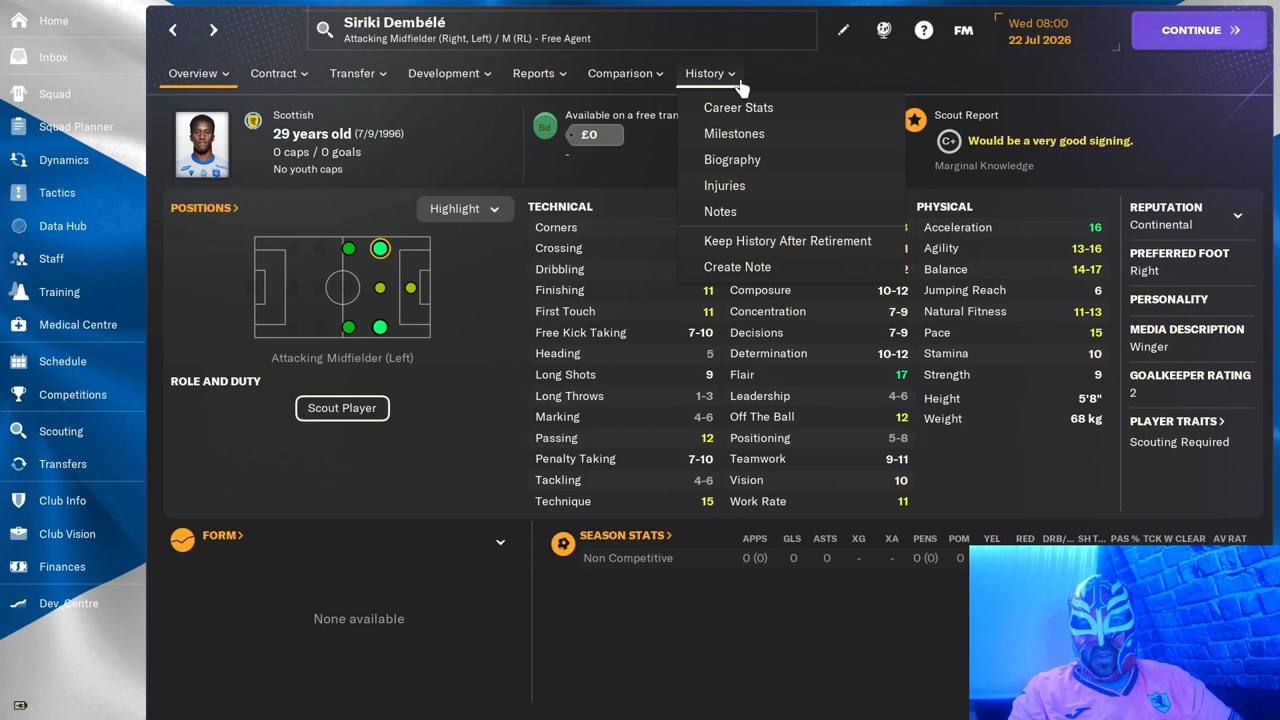 Home
Inbox
Squad
Squad Planner
Dynamics
Tactics
Data Hub
Staff
Training
Medical Centre
Schedule
Competitions
Scouting
Transfers
Club Info
Club Vision
Finances
Dev. Centre
Siriki Dembélé
Attacking Midfielder (Right, Left) / M (RL) - Free Agent
?
FM
Wed 08:00
22 Jul 2026
CONTINUE
Overview
Contract
Transfer
Development
Reports
Comparison
History
Career Stats
Milestones
Biography
Injuries
Notes
Keep History After Retirement
Create Note
Scottish
29 years old (7/9/1996)
0 caps / 0 goals
No youth caps
Bid
Available on a free tran
£0
-
Scout Report
C+ Would be a very good signing.
Marginal Knowledge
POSITIONS
Highlight
Attacking Midfielder (Left)
ROLE AND DUTY
Scout Player
TECHNICAL
Corners
Crossing
Dribbling
Finishing 11
First Touch 11
Free Kick Taking 7-10
Heading 5
Long Shots 9
Long Throws 1-3
Marking 4-6
Passing 12
Penalty Taking 7-10
Tackling 4-6
Technique 15
Composure 10-12
Concentration 7-9
Decisions 7-9
Determination 10-12
Flair 17
Leadership 4-6
Off The Ball 12
Positioning 5-8
Teamwork 9-11
Vision 10
Work Rate 11
PHYSICAL
Acceleration 16
Agility 13-16
Balance 14-17
Jumping Reach 6
Natural Fitness 11-13
Pace 15
Stamina 10
Strength 9
Height 5'8"
Weight 68 kg
REPUTATION
Continental
PREFERRED FOOT
Right
PERSONALITY
MEDIA DESCRIPTION
Winger
GOALKEEPER RATING
2
PLAYER TRAITS
Scouting Required
FORM
None available
SEASON STATS
APPS GLS ASTS XG XA PENS POM YEL RED DRB/... SH T... PAS % TCK W CLEAR AV RAT
Non Competitive 0 (0) 0 0 - - 0 (0) 0